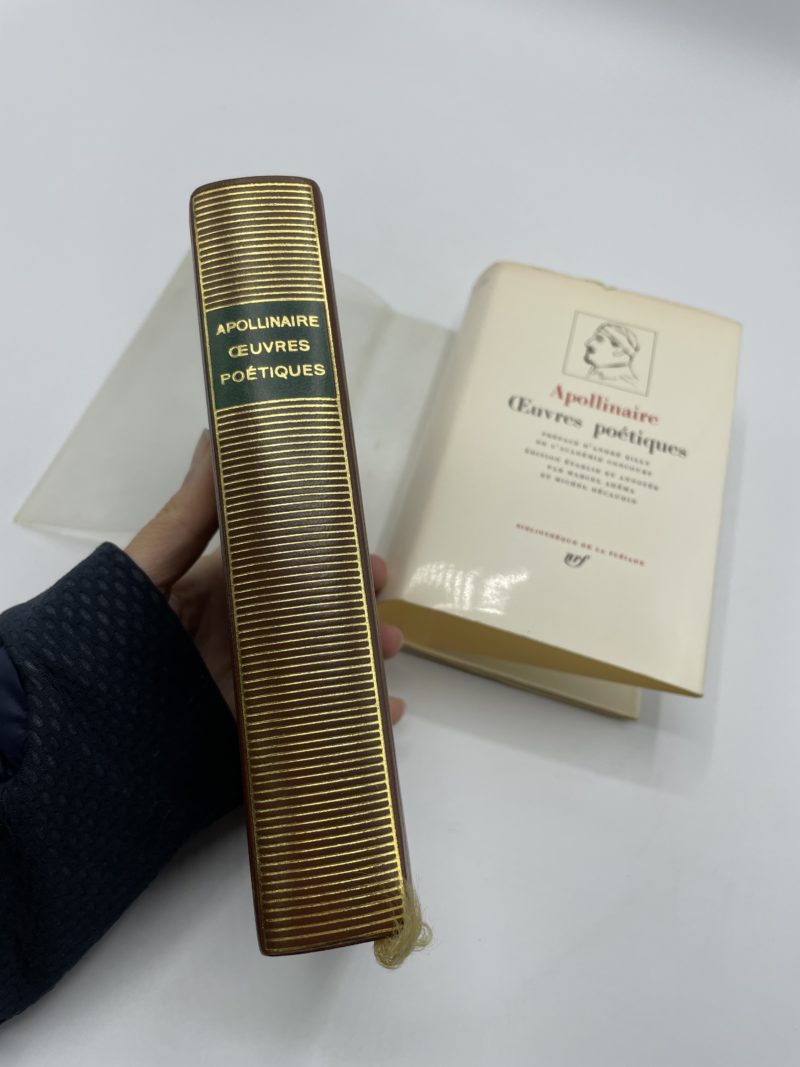 APOLLINAIRE
ŒUVRES
POÉTIQUES
Apollinaire
Œuvres poétiques
PRÉFACE D'ANDRÉ BILLY
DE L'ACADÉMIE GONCOURT
ÉDITION ÉTABLIE ET ANNOTÉE
PAR MARCEL ADÉMA
ET MICHEL DÉCAUDIN
BIBLIOTHÈQUE DE LA PLÉIADE
nrf